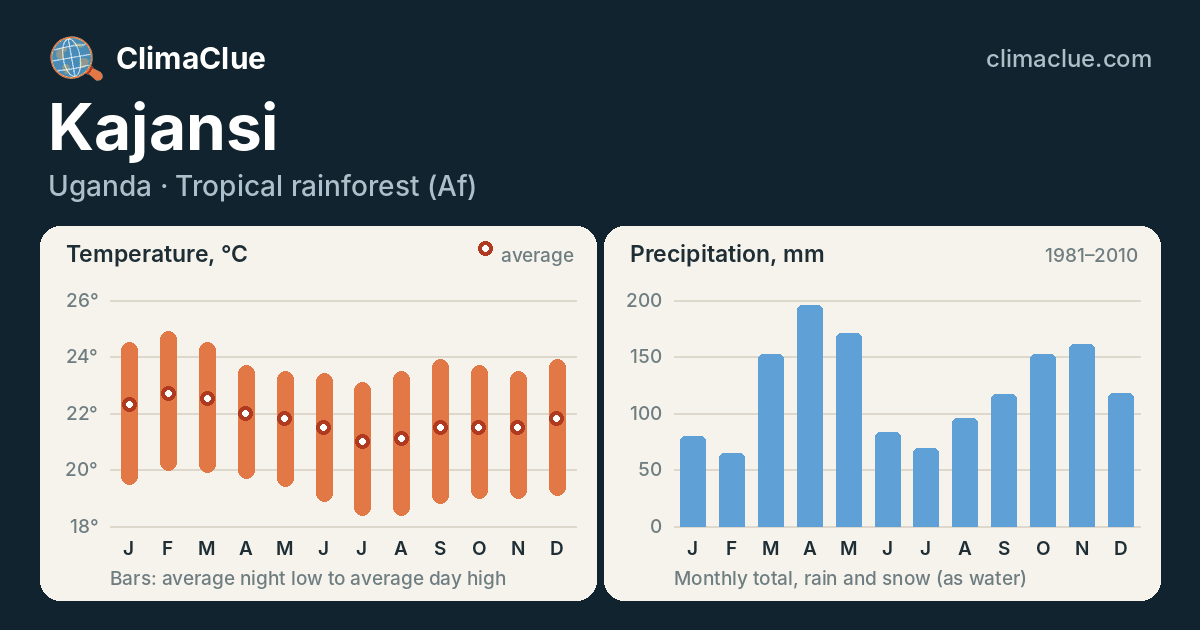 ClimaClue
climaclue.com
Kajansi
Uganda · Tropical rainforest (Af)
Temperature, °C
average
26°
24°
22°
20°
18°
J F M A M J J A S O N D
Bars: average night low to average day high
Precipitation, mm
1981–2010
200
150
100
50
0
J F M A M J J A S O N D
Monthly total, rain and snow (as water)